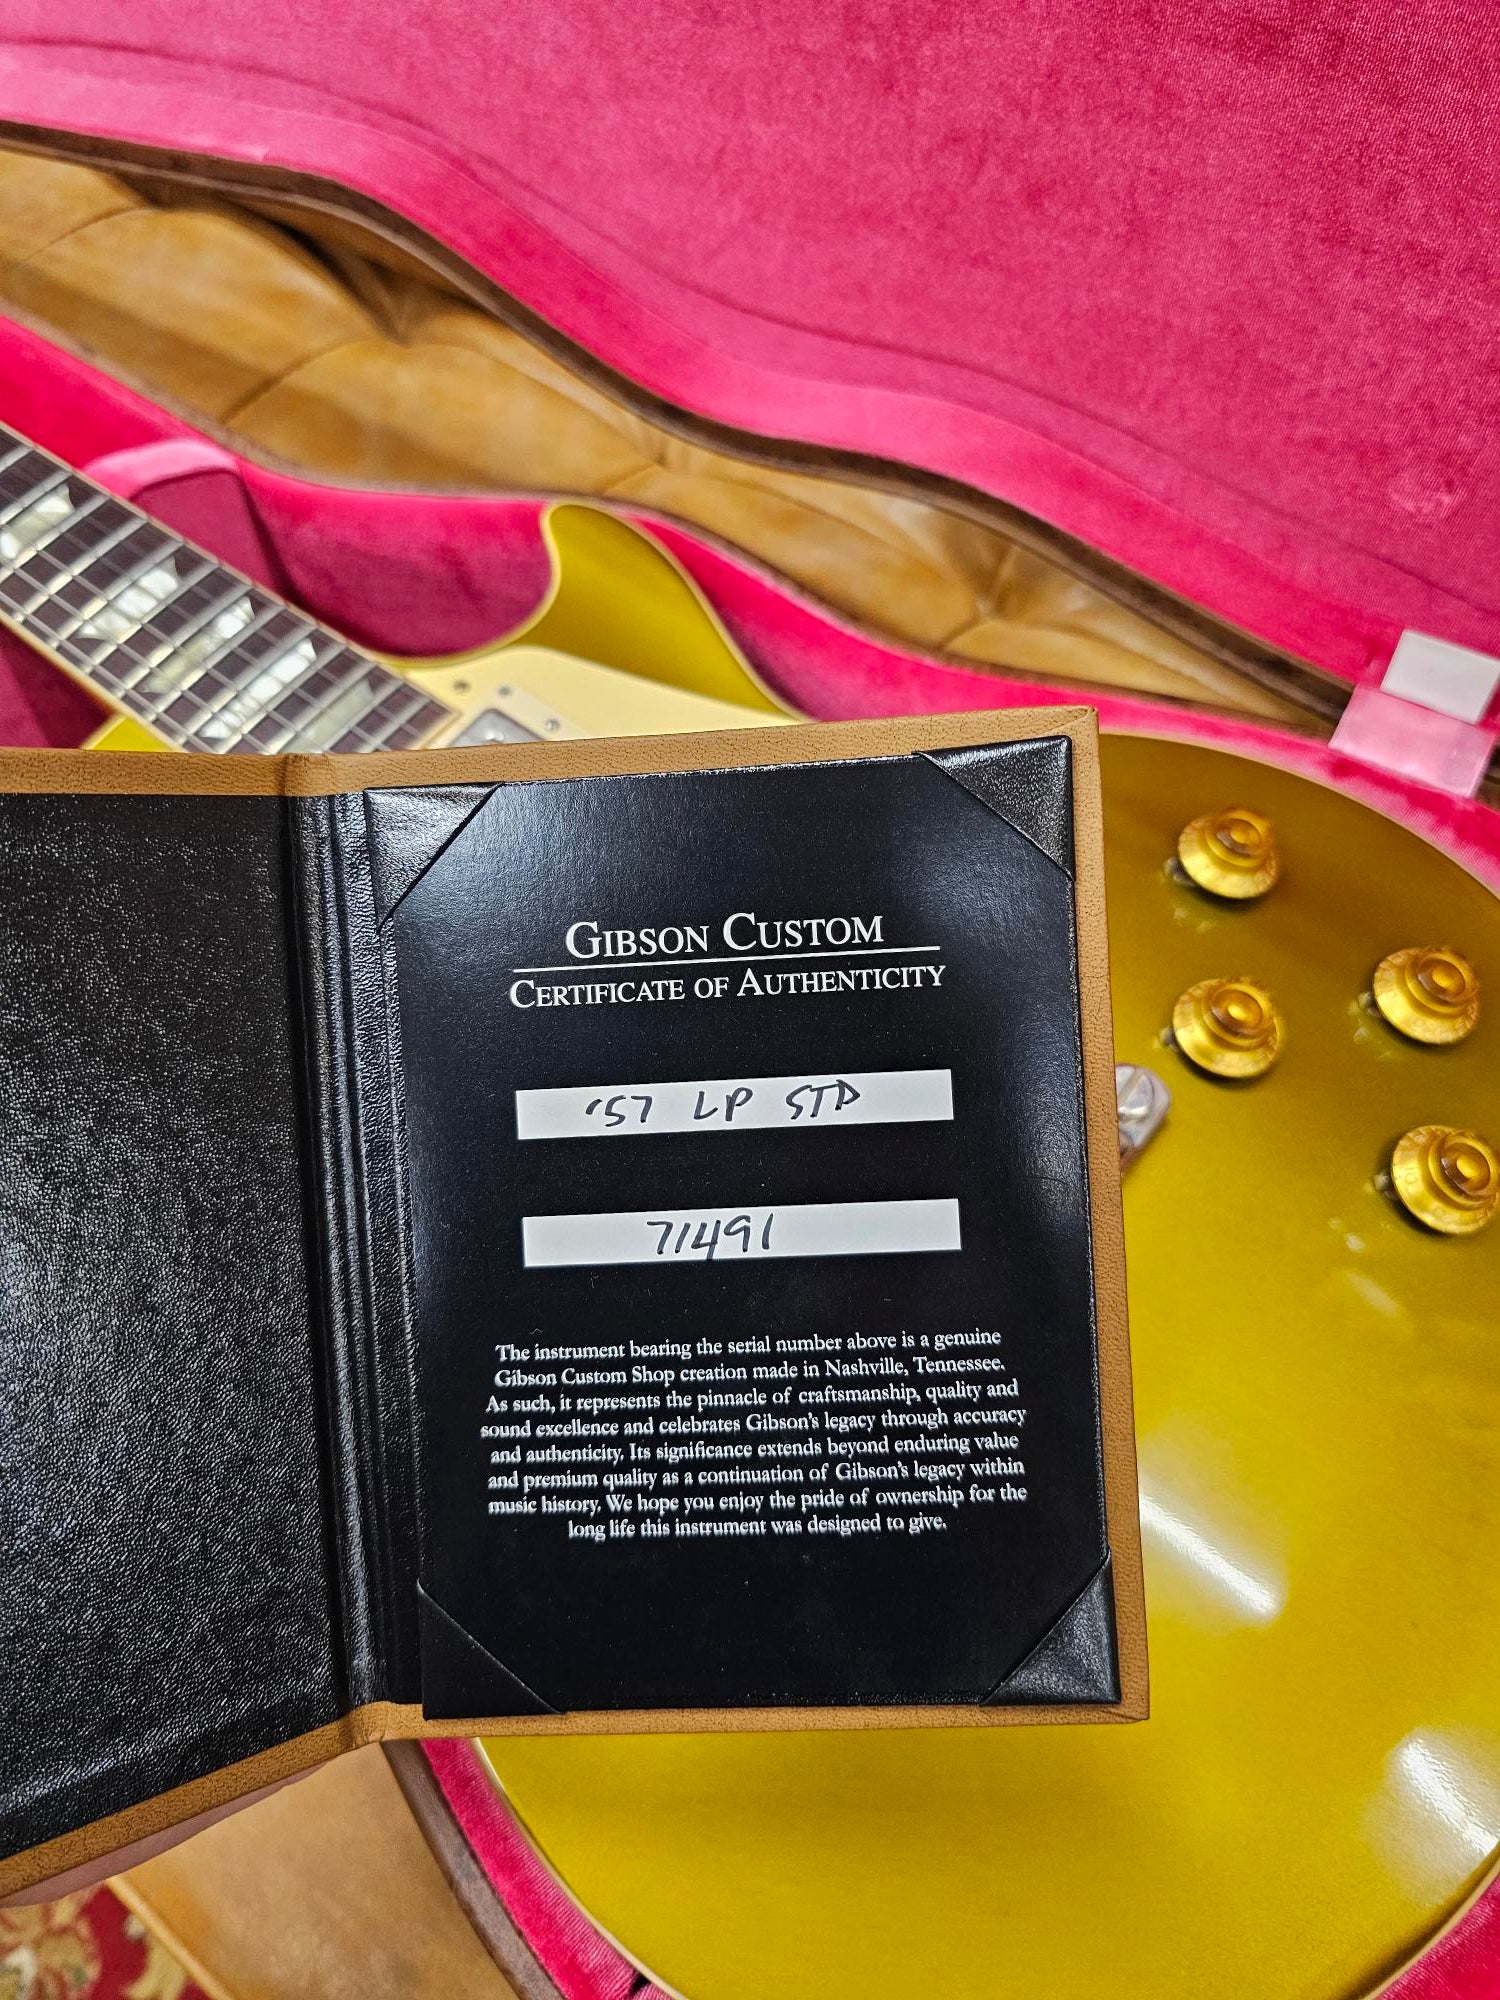 GIBSON CUSTOM
CERTIFICATE OF AUTHENTICITY
'57 LP STD
71491
The instrument bearing the serial number above is a genuine
Gibson Custom Shop creation made in Nashville, Tennessee.
As such, it represents the pinnacle of craftsmanship, quality and
sound excellence and celebrates Gibson's legacy through accuracy
and authenticity. Its significance extends beyond enduring value
and premium quality as a continuation of Gibson's legacy within
music history. We hope you enjoy the pride of ownership for the
long life this instrument was designed to give.